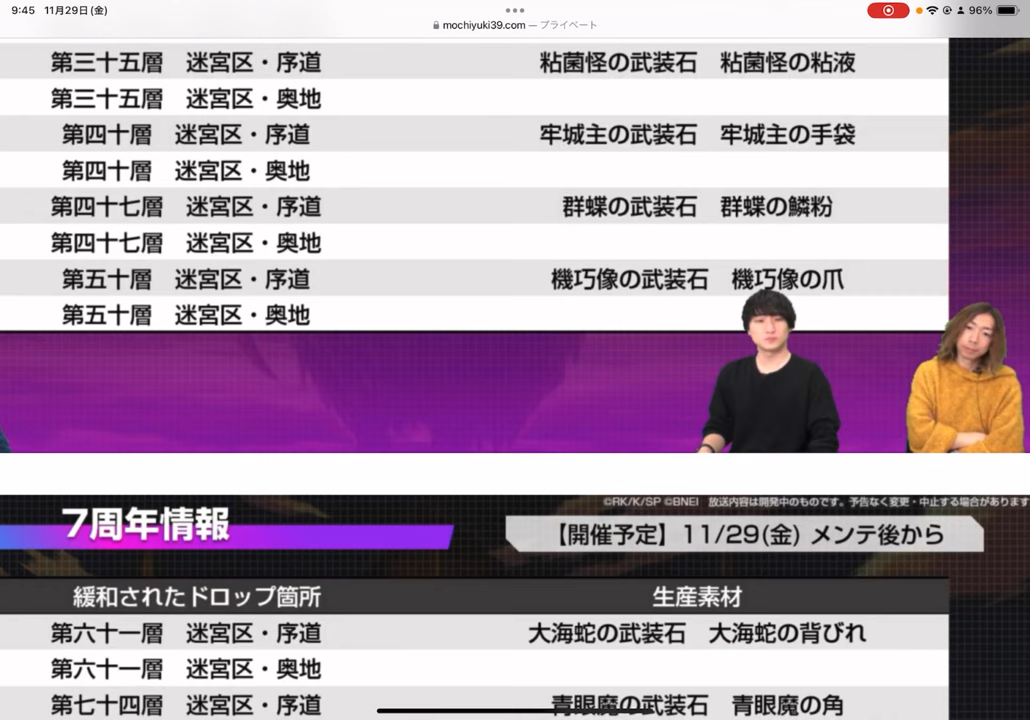 9:45 11月29日(金)
96%
mochiyuki39.com — プライベート
第三十五層 迷宮区・序道 粘菌怪の武装石 粘菌怪の粘液
第三十五層 迷宮区・奥地
第四十層 迷宮区・序道 牢城主の武装石 牢城主の手袋
第四十層 迷宮区・奥地
第四十七層 迷宮区・序道 群蝶の武装石 群蝶の鱗粉
第四十七層 迷宮区・奥地
第五十層 迷宮区・序道 機巧像の武装石 機巧像の爪
第五十層 迷宮区・奥地
©RK/K/SP ©BNEI 放送内容は開発中のものです。予告なく変更・中止する場合があります
7周年情報
【開催予定】11/29(金) メンテ後から
緩和されたドロップ箇所 生産素材
第六十一層 迷宮区・序道 大海蛇の武装石 大海蛇の背びれ
第六十一層 迷宮区・奥地
第七十四層 迷宮区・序道 青眼魔の武装石 青眼魔の角